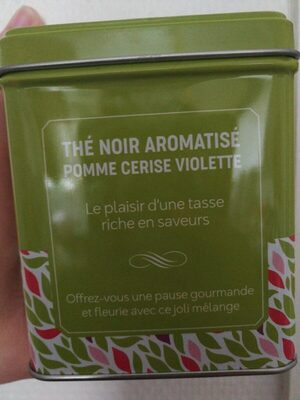 THÉ NOIR AROMATISÉ
POMME CERISE VIOLETTE
Le plaisir d'une tasse
riche en saveurs
Offrez-vous une pause gourmande
et fleurie avec ce joli mélange